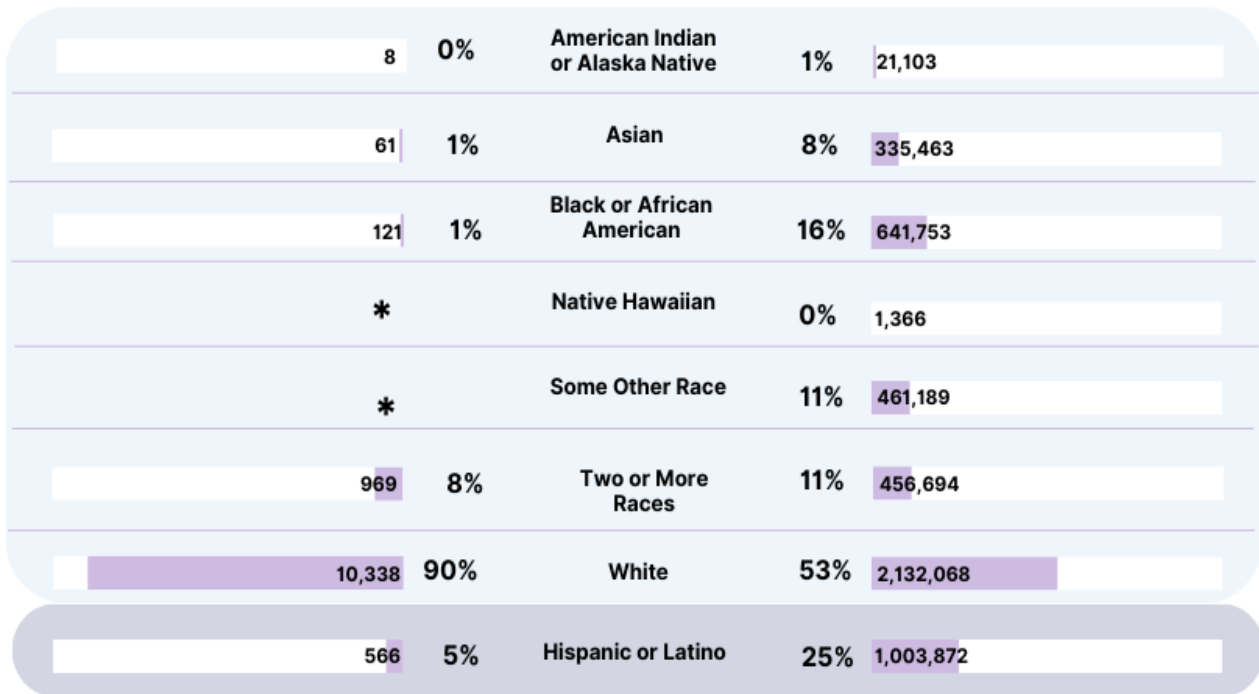 8 0% American Indian or Alaska Native 1% 21,103
61 1% Asian 8% 335,463
121 1% Black or African American 16% 641,753
* Native Hawaiian 0% 1,366
* Some Other Race 11% 461,189
969 8% Two or More Races 11% 456,694
10,338 90% White 53% 2,132,068
566 5% Hispanic or Latino 25% 1,003,872